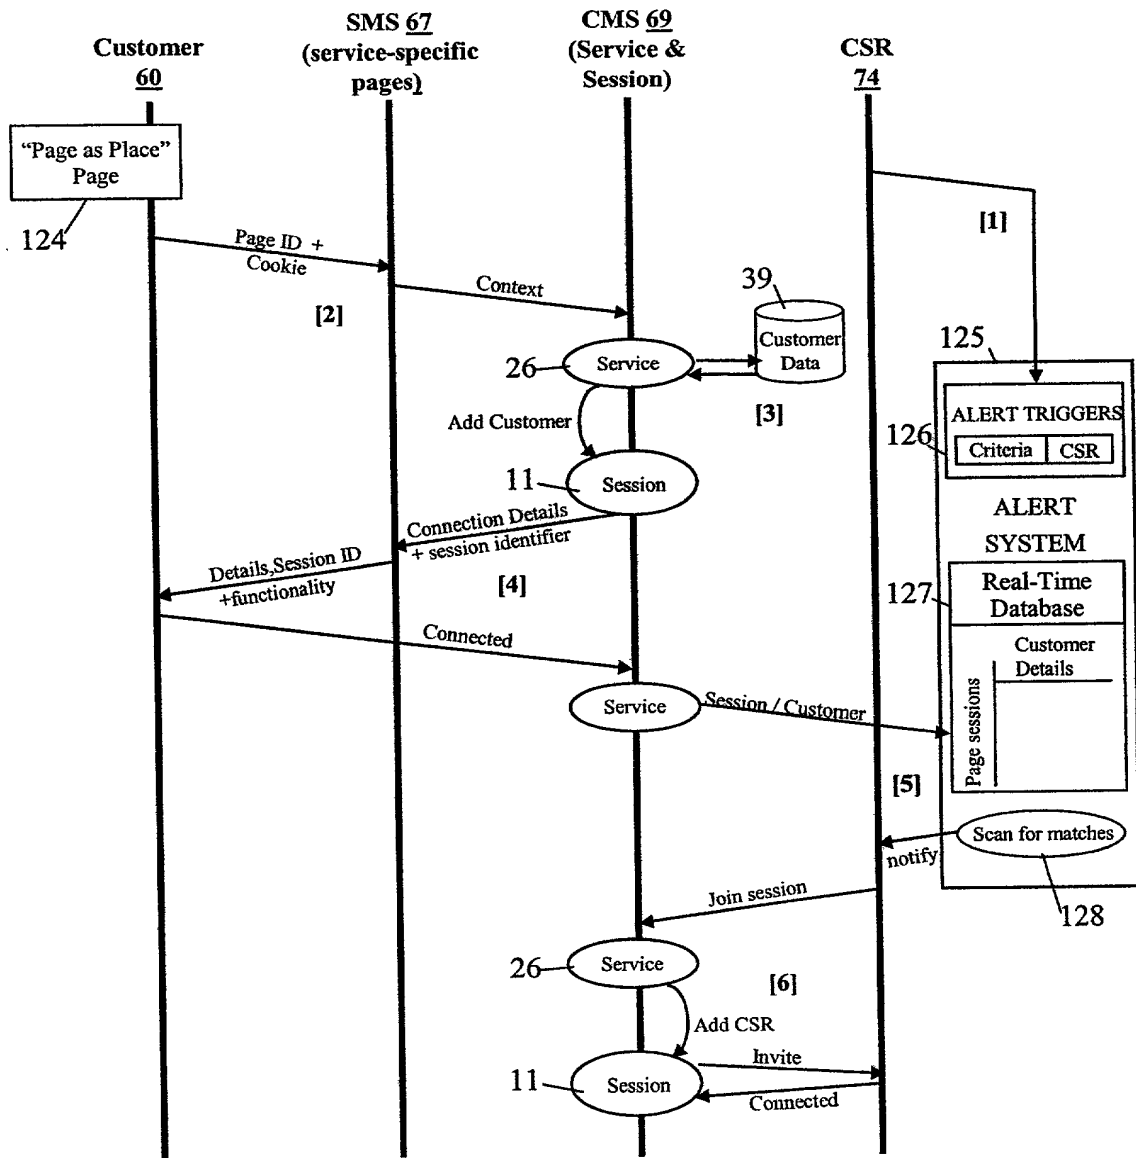 Customer
60
SMS 67
(service-specific
pages)
CMS 69
(Service &
Session)
CSR
74
"Page as Place"
Page
124
Page ID +
Cookie
[1]
Context
[2]
39
Customer
Data
26
Service
[3]
125
Add Customer
ALERT TRIGGERS
126
Criteria
CSR
11
Session
ALERT
SYSTEM
Connection Details
+ session identifier
Details,Session ID
+functionality
[4]
127
Real-Time
Database
Connected
Customer
Details
Page sessions
Service
Session / Customer
[5]
Scan for matches
notify
128
Join session
26
Service
[6]
Add CSR
Invite
11
Session
Connected